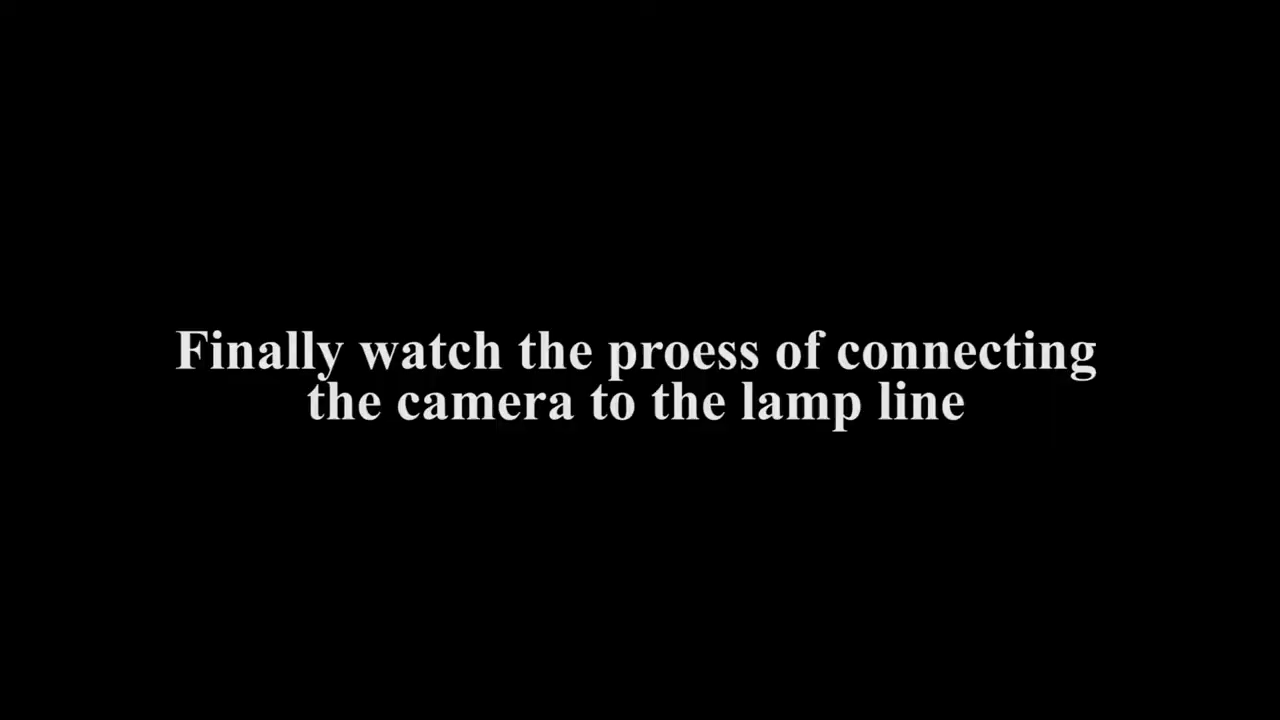 Finally watch the proess of connecting
the camera to the lamp line